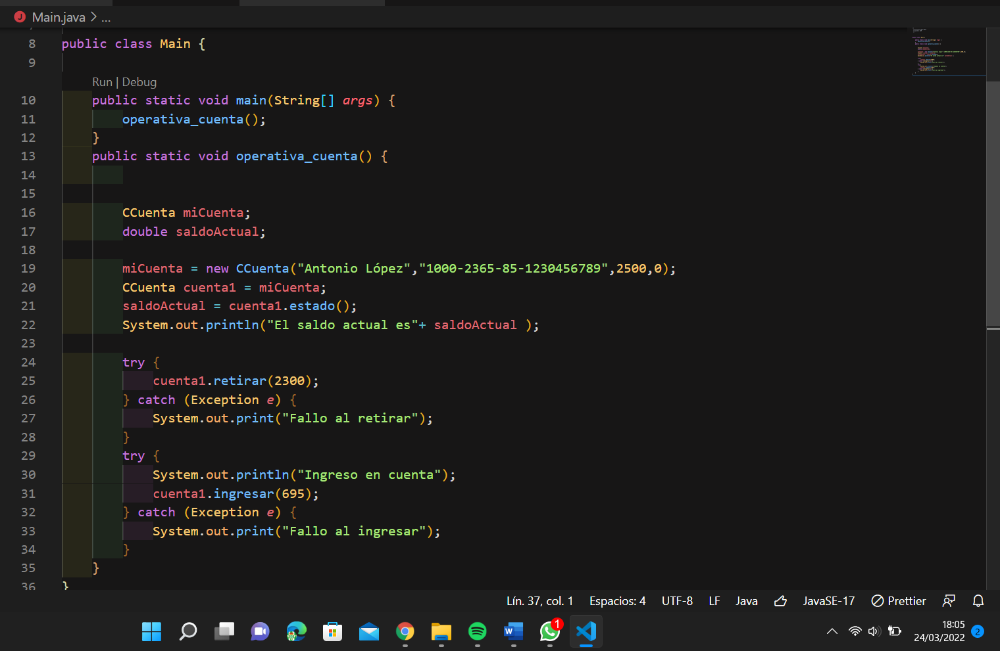 Main.java > ...
8 public class Main {
9
Run | Debug
10 public static void main(String[] args) {
11 operativa_cuenta();
12 }
13 public static void operativa_cuenta() {
14
15
16 CCuenta miCuenta;
17 double saldoActual;
18
19 miCuenta = new CCuenta("Antonio López","1000-2365-85-1230456789",2500,0);
20 CCuenta cuenta1 = miCuenta;
21 saldoActual = cuenta1.estado();
22 System.out.println("El saldo actual es"+ saldoActual );
23
24 try {
25 cuenta1.retirar(2300);
26 } catch (Exception e) {
27 System.out.print("Fallo al retirar");
28 }
29 try {
30 System.out.println("Ingreso en cuenta");
31 cuenta1.ingresar(695);
32 } catch (Exception e) {
33 System.out.print("Fallo al ingresar");
34 }
35 }
36 }
Lín. 37, col. 1 Espacios: 4 UTF-8 LF Java JavaSE-17 Prettier
1
18:05
24/03/2022 2